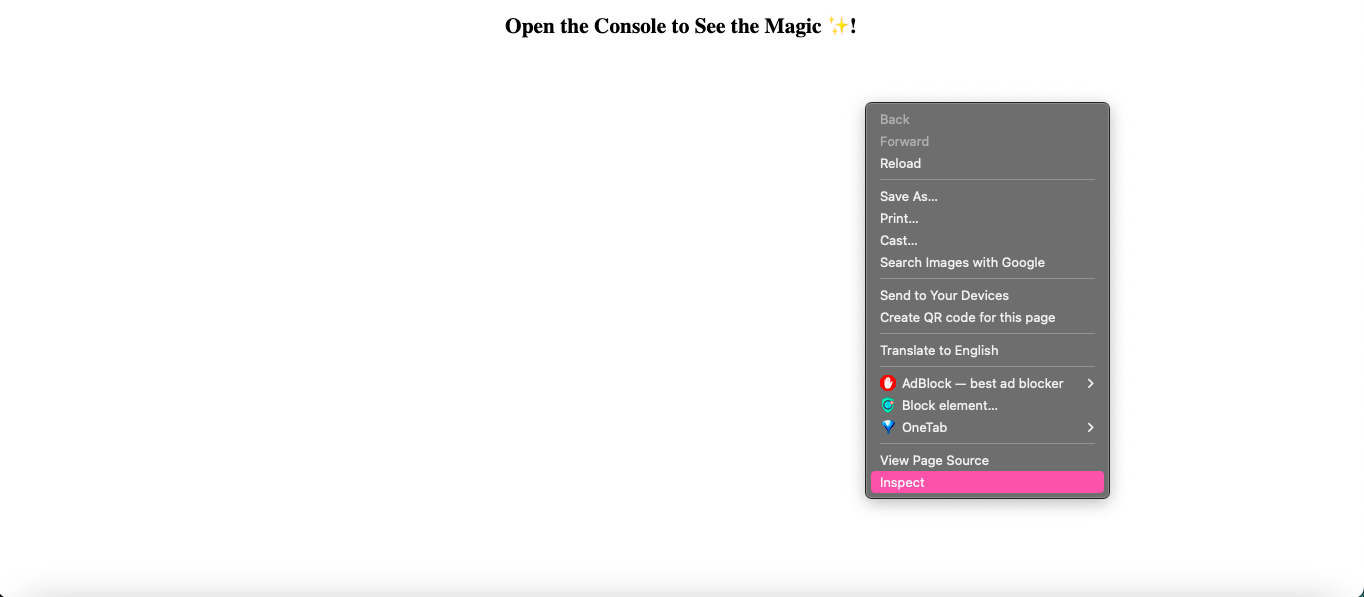 Open the Console to See the Magic ✨!
Back
Forward
Reload
Save As...
Print...
Cast...
Search Images with Google
Send to Your Devices
Create QR code for this page
Translate to English
AdBlock — best ad blocker
Block element...
OneTab
View Page Source
Inspect